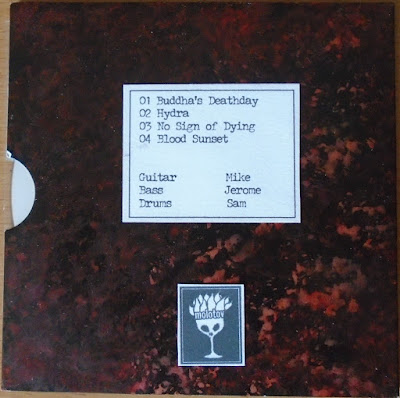 01 Buddha's Deathday
02 Hydra
03 No Sign of Dying
04 Blood Sunset
Guitar Mike
Bass Jerome
Drums Sam
molotov